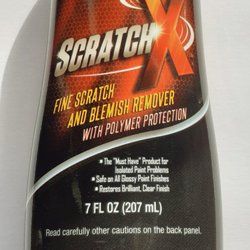 SCRATCHX
FINE SCRATCH
AND BLEMISH REMOVER
WITH POLYMER PROTECTION
• The "Must Have" Product for
Isolated Paint Problems
• Safe on All Glossy Paint Finishes
• Restores Brilliant, Clear Finish
7 FL OZ (207 mL)
Read carefully other cautions on the back panel.